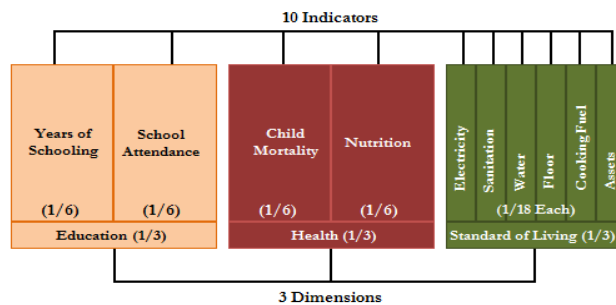 10 Indicators
Years of
Schooling
(1/6)
School
Attendance
(1/6)
Education (1/3)
Child
Mortality
(1/6)
Nutrition
(1/6)
Health (1/3)
Electricity
Sanitation
Water
Floor
Cooking Fuel
Assets
(1/18 Each)
Standard of Living (1/3)
3 Dimensions